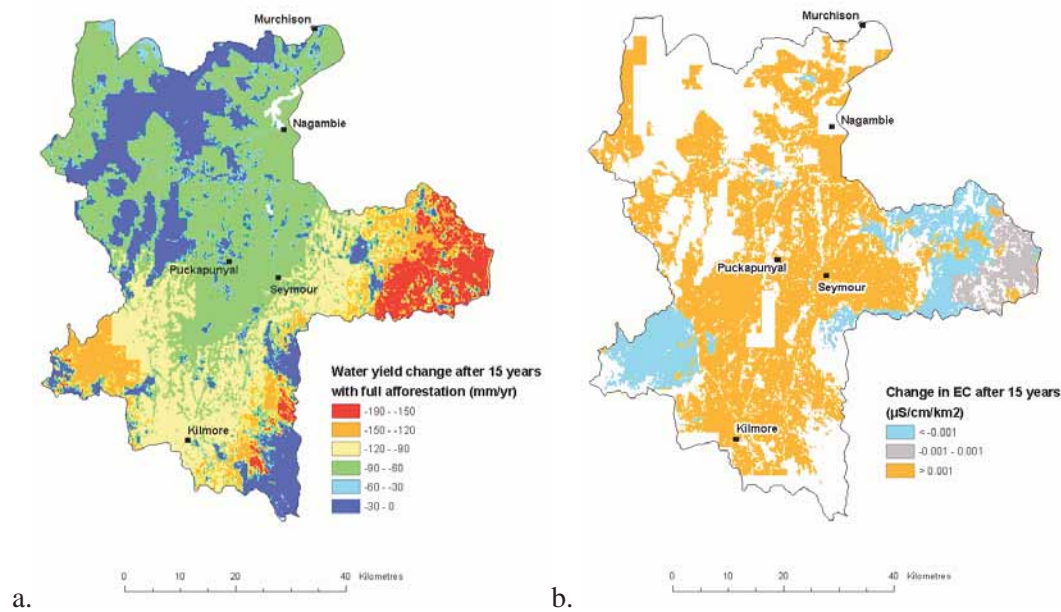 Murchison
Nagambie
Puckapunyal
Seymour
Kilmore
Water yield change after 15 years
with full afforestation (mm/yr)
-190 - -150
-150 - -120
-120 - -90
-90 - -60
-60 - -30
-30 - 0
0 10 20 40
Kilometres
a.
Murchison
Nagambie
Puckapunyal
Seymour
Kilmore
Change in EC after 15 years
(µS/cm/km2)
< -0.001
-0.001 - 0.001
> 0.001
0 10 20 40
Kilometres
b.